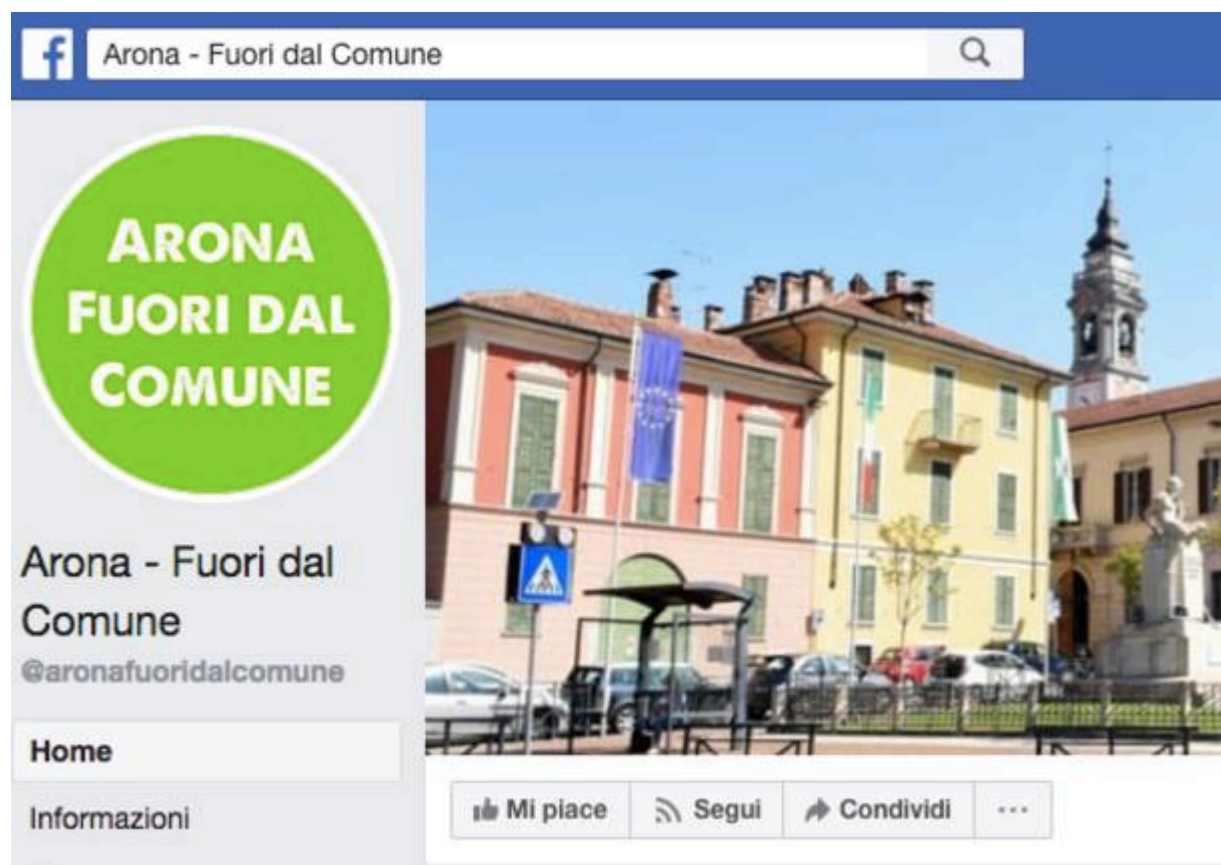 Arona - Fuori dal Comune
ARONA
FUORI DAL
COMUNE
Arona - Fuori dal
Comune
@aronafuoridalcomune
Home
Informazioni
Mi piace
Segui
Condividi